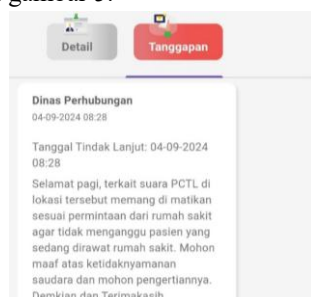 Detail
Tanggapan
Dinas Perhubungan
04-09-2024 08:28
Tanggal Tindak Lanjut: 04-09-2024
08:28
Selamat pagi, terkait suara PCTL di
lokasi tersebut memang di matikan
sesuai permintaan dari rumah sakit
agar tidak menganggu pasien yang
sedang dirawat rumah sakit. Mohon
maaf atas ketidaknyamanan
saudara dan mohon pengertiannya.
Demkian dan Terimakasih